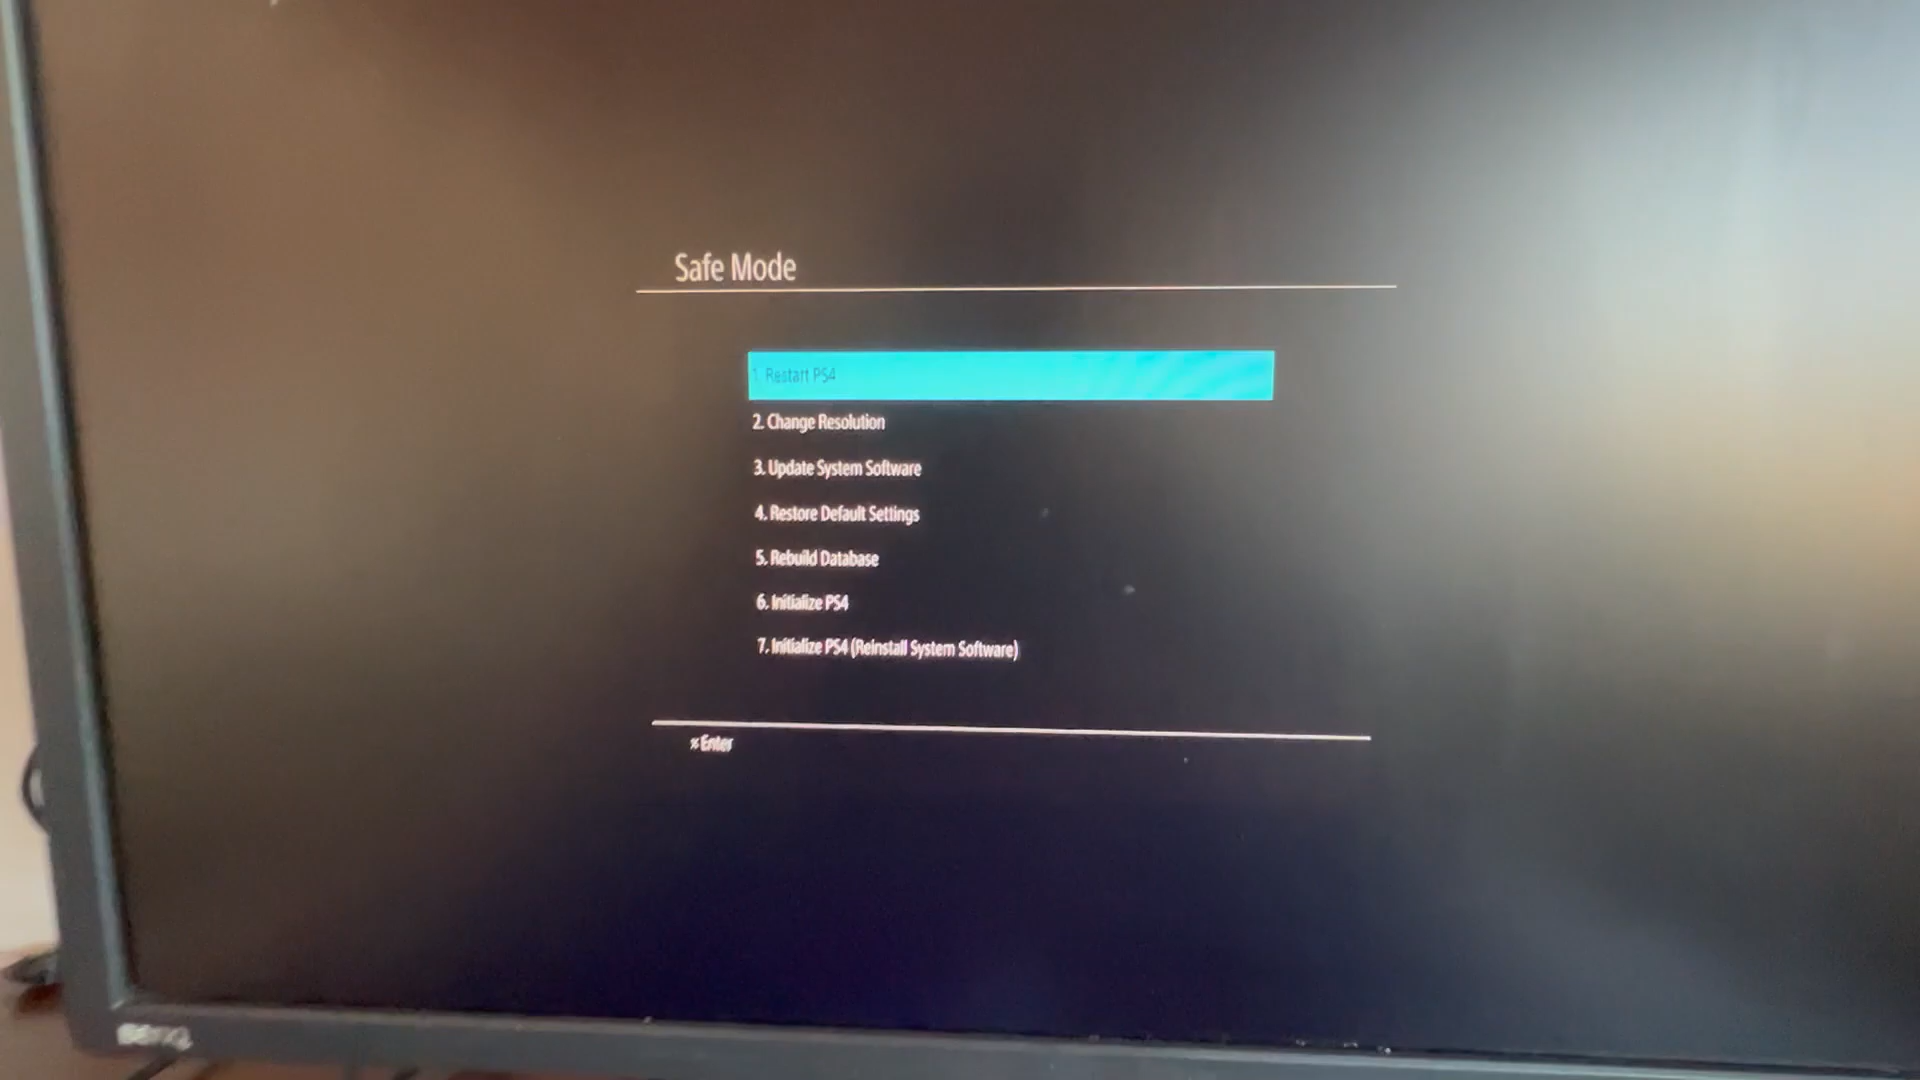 Safe Mode
1. Restart PS4
2. Change Resolution
3. Update System Software
4. Restore Default Settings
5. Rebuild Database
6. Initialize PS4
7. Initialize PS4 (Reinstall System Software)
× Enter
BenQ